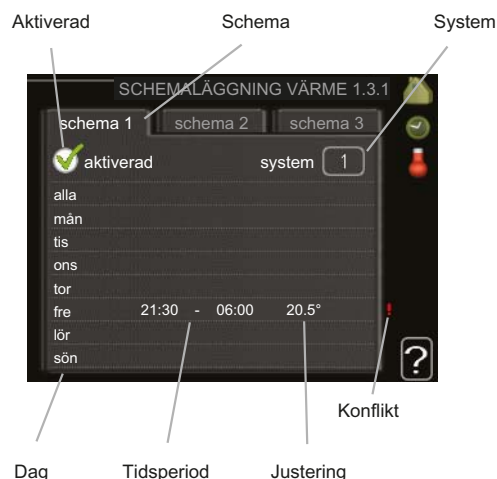 Aktiverad Schema System
SCHEMALÄGGNING VÄRME 1.3.1
schema 1 schema 2 schema 3
aktiverad system 1
alla
mån
tis
ons
tor
fre 21:30 - 06:00 20.5° !
lör
sön
?
Konflikt
Dag Tidsperiod Justering